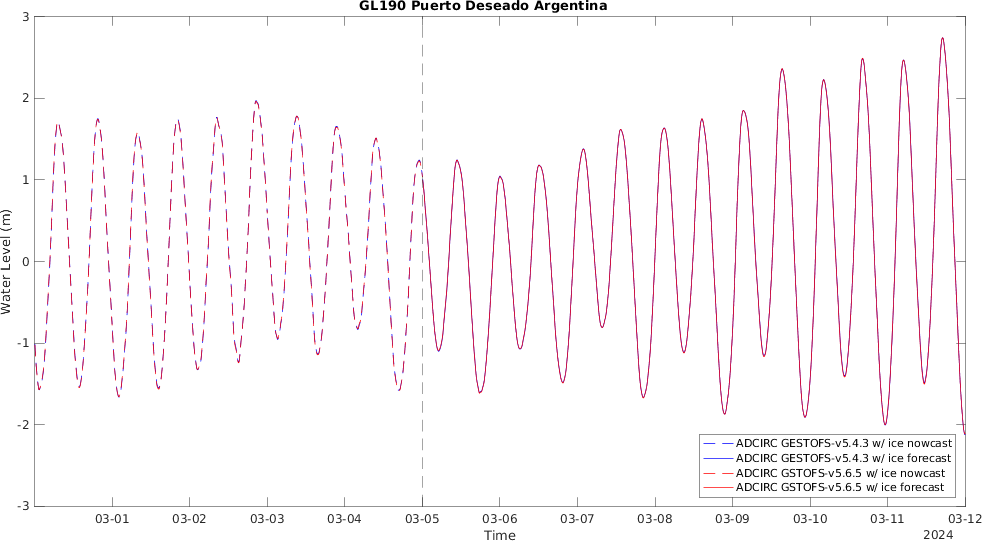 GL190 Puerto Deseado Argentina
3
2
1
0
-1
-2
-3
Water Level (m)
ADCIRC GESTOFS-v5.4.3 w/ ice nowcast
ADCIRC GESTOFS-v5.4.3 w/ ice forecast
ADCIRC GSTOFS-v5.6.5 w/ ice nowcast
ADCIRC GSTOFS-v5.6.5 w/ ice forecast
03-01 03-02 03-03 03-04 03-05 03-06 03-07 03-08 03-09 03-10 03-11 03-12
Time
2024